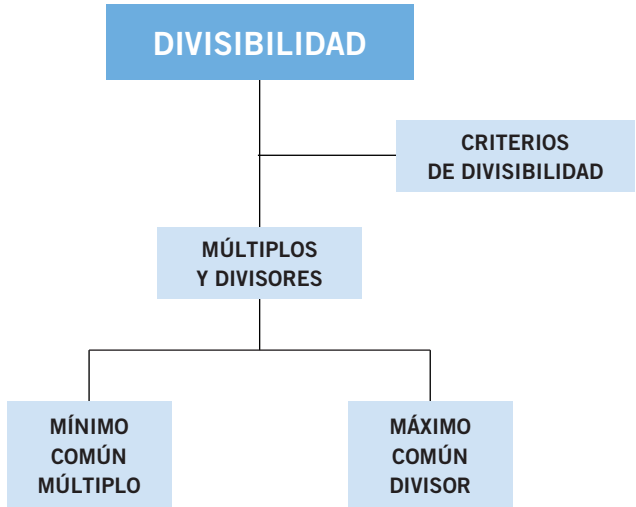 DIVISIBILIDAD
CRITERIOS
DE DIVISIBILIDAD
MÚLTIPLOS
Y DIVISORES
MÍNIMO
COMÚN
MÚLTIPLO
MÁXIMO
COMÚN
DIVISOR